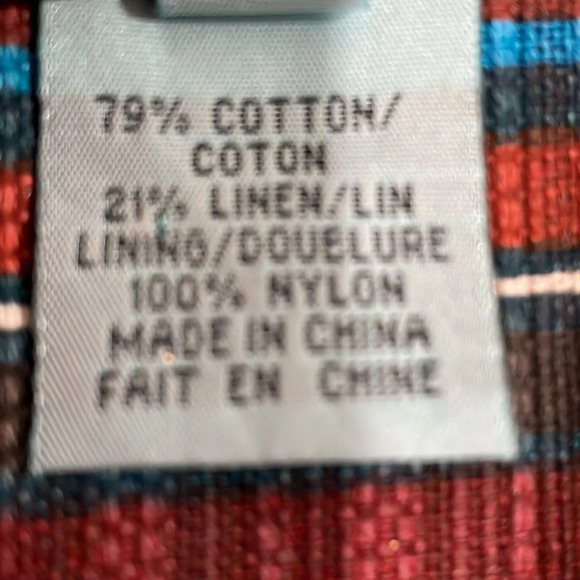 79% COTTON/
COTON
21% LINEN/LIN
LINING/DOUBLURE
100% NYLON
MADE IN CHINA
FAIT EN CHINE